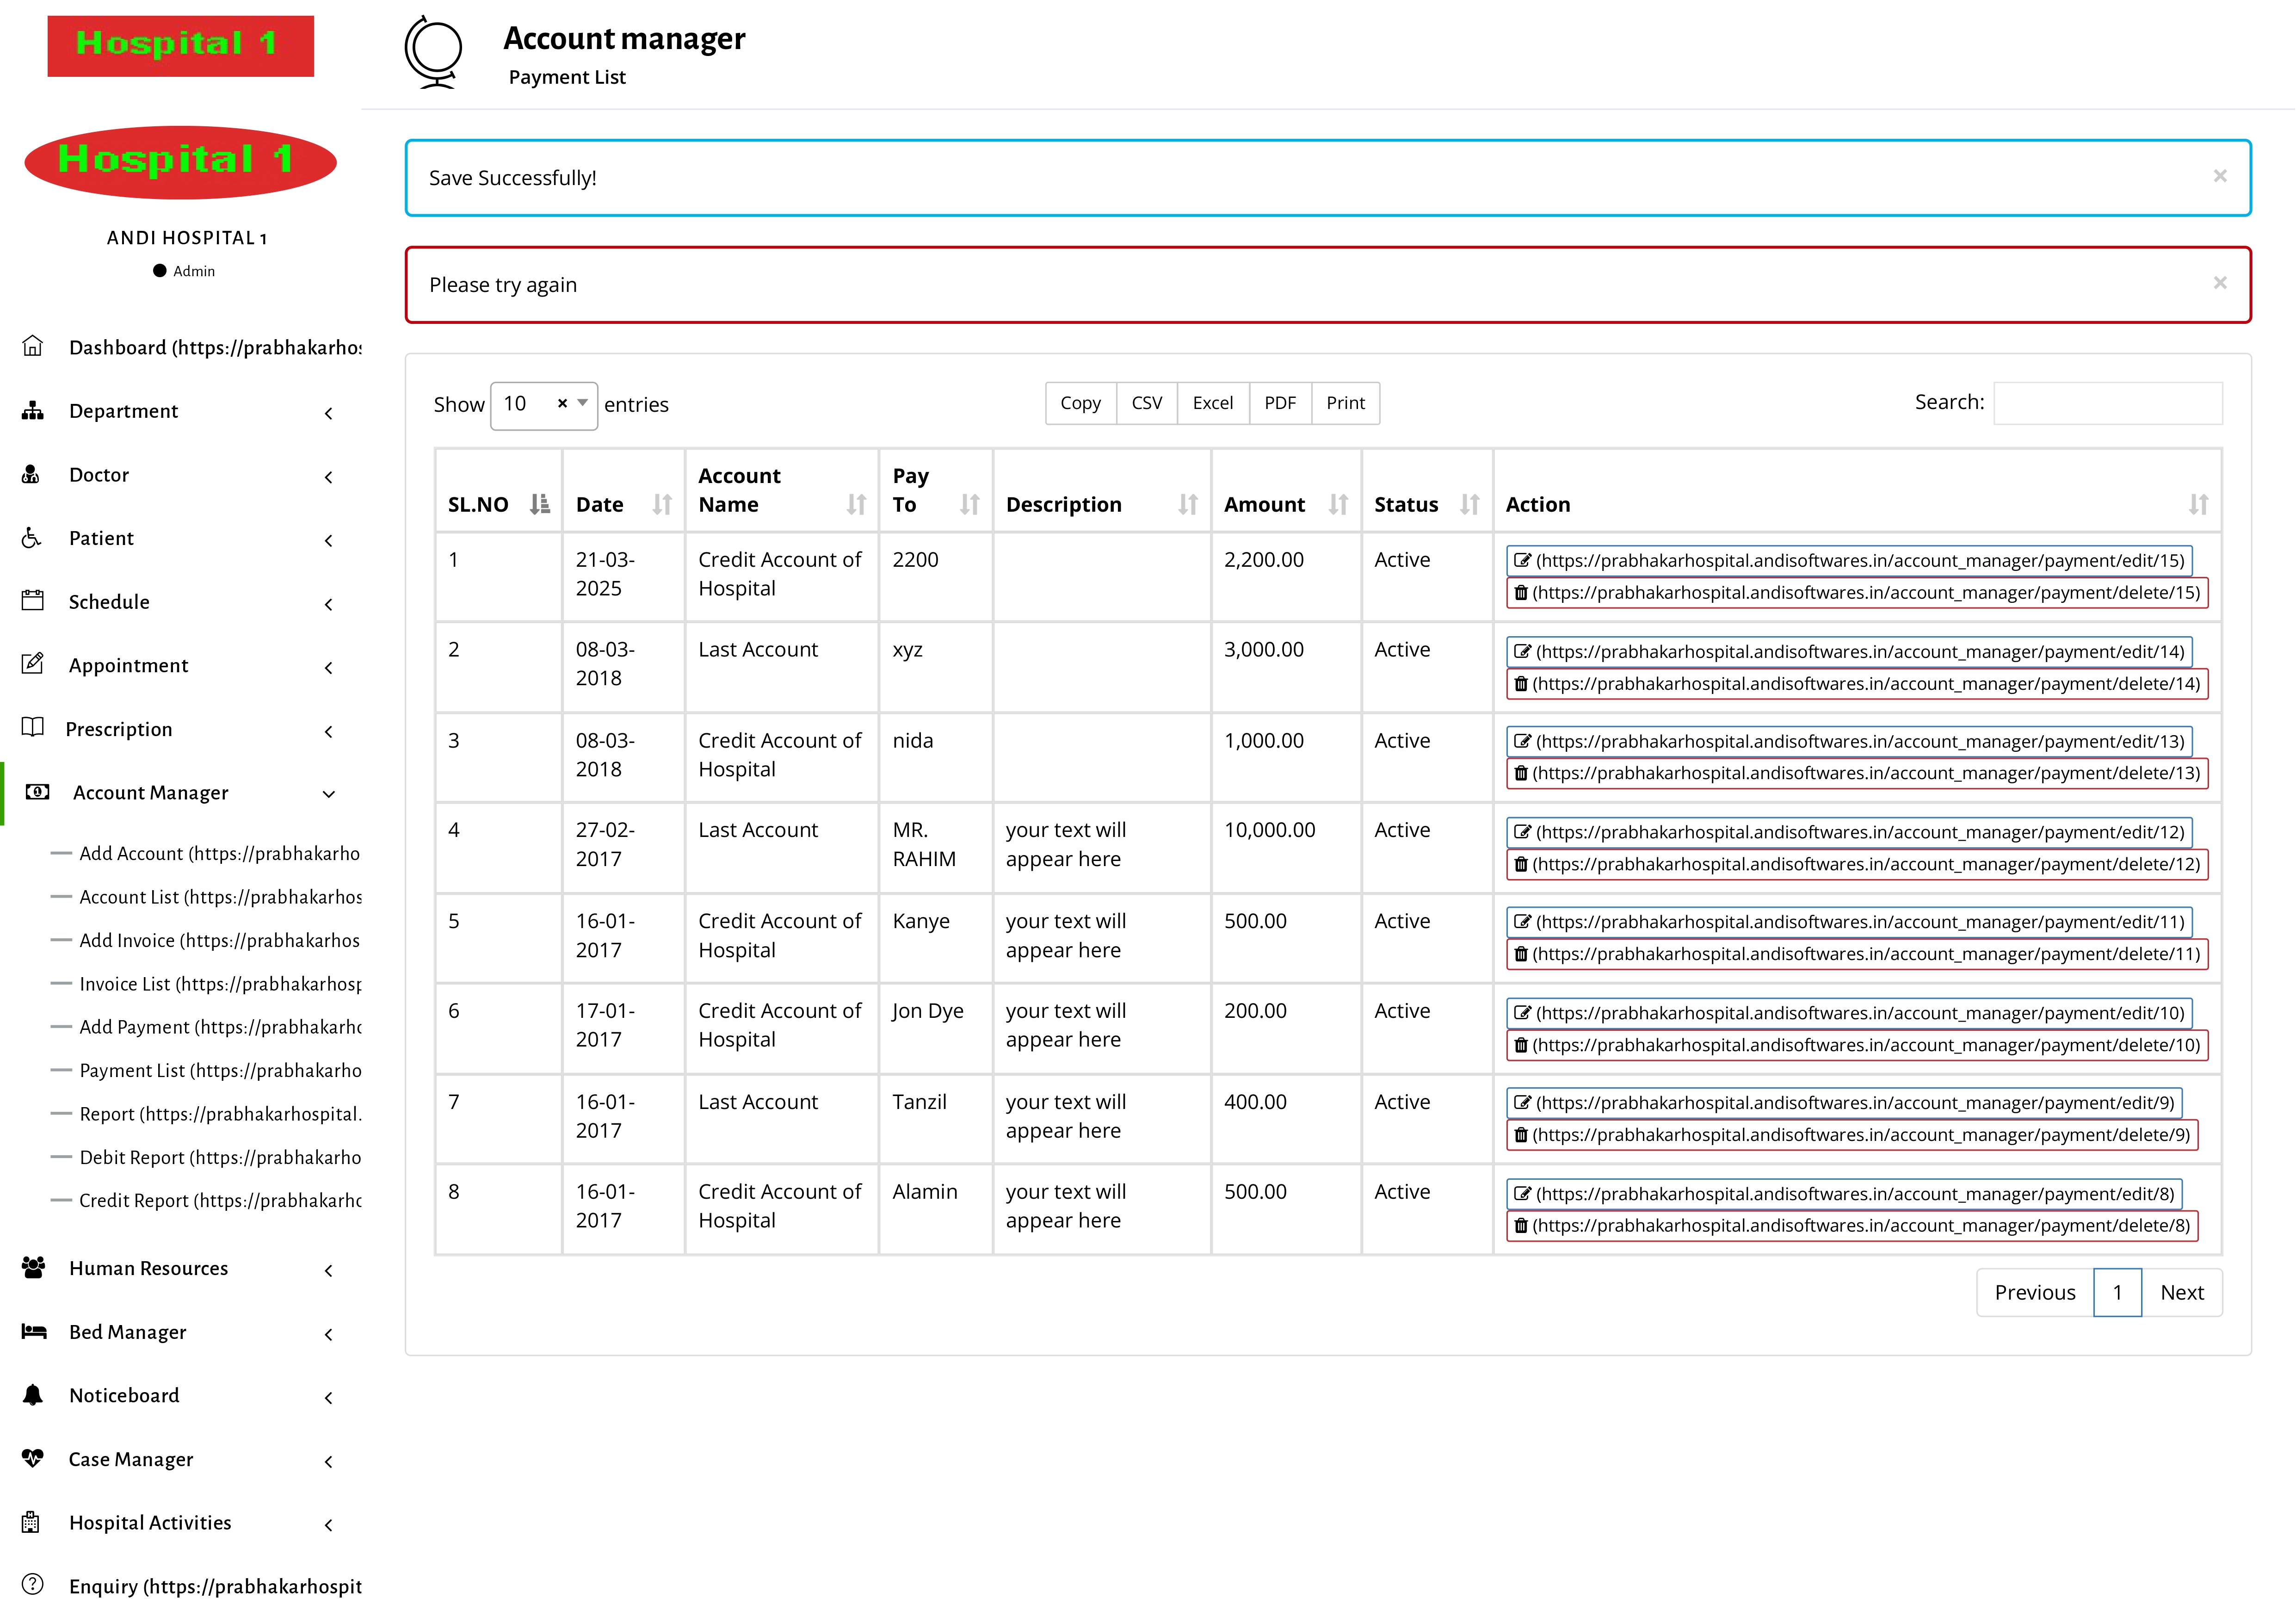 Hospital 1
Hospital 1
ANDI HOSPITAL 1
Admin
Dashboard (https://prabhakarhos
Department
Doctor
Patient
Schedule
Appointment
Prescription
Account Manager
Add Account (https://prabhakarho
Account List (https://prabhakarhos
Add Invoice (https://prabhakarhos
Invoice List (https://prabhakarhosp
Add Payment (https://prabhakarho
Payment List (https://prabhakarho
Report (https://prabhakarhospital.
Debit Report (https://prabhakarho
Credit Report (https://prabhakarho
Human Resources
Bed Manager
Noticeboard
Case Manager
Hospital Activities
Enquiry (https://prabhakarhospit
Account manager
Payment List
Save Successfully! ×
Please try again ×
Show 10 × entries Copy CSV Excel PDF Print Search:
SL.NO Date Account Name Pay To Description Amount Status Action
1 21-03-2025 Credit Account of Hospital 2200 2,200.00 Active (https://prabhakarhospital.andisoftwares.in/account_manager/payment/edit/15)
(https://prabhakarhospital.andisoftwares.in/account_manager/payment/delete/15)
2 08-03-2018 Last Account xyz 3,000.00 Active (https://prabhakarhospital.andisoftwares.in/account_manager/payment/edit/14)
(https://prabhakarhospital.andisoftwares.in/account_manager/payment/delete/14)
3 08-03-2018 Credit Account of Hospital nida 1,000.00 Active (https://prabhakarhospital.andisoftwares.in/account_manager/payment/edit/13)
(https://prabhakarhospital.andisoftwares.in/account_manager/payment/delete/13)
4 27-02-2017 Last Account MR. RAHIM your text will appear here 10,000.00 Active (https://prabhakarhospital.andisoftwares.in/account_manager/payment/edit/12)
(https://prabhakarhospital.andisoftwares.in/account_manager/payment/delete/12)
5 16-01-2017 Credit Account of Hospital Kanye your text will appear here 500.00 Active (https://prabhakarhospital.andisoftwares.in/account_manager/payment/edit/11)
(https://prabhakarhospital.andisoftwares.in/account_manager/payment/delete/11)
6 17-01-2017 Credit Account of Hospital Jon Dye your text will appear here 200.00 Active (https://prabhakarhospital.andisoftwares.in/account_manager/payment/edit/10)
(https://prabhakarhospital.andisoftwares.in/account_manager/payment/delete/10)
7 16-01-2017 Last Account Tanzil your text will appear here 400.00 Active (https://prabhakarhospital.andisoftwares.in/account_manager/payment/edit/9)
(https://prabhakarhospital.andisoftwares.in/account_manager/payment/delete/9)
8 16-01-2017 Credit Account of Hospital Alamin your text will appear here 500.00 Active (https://prabhakarhospital.andisoftwares.in/account_manager/payment/edit/8)
(https://prabhakarhospital.andisoftwares.in/account_manager/payment/delete/8)
Previous 1 Next